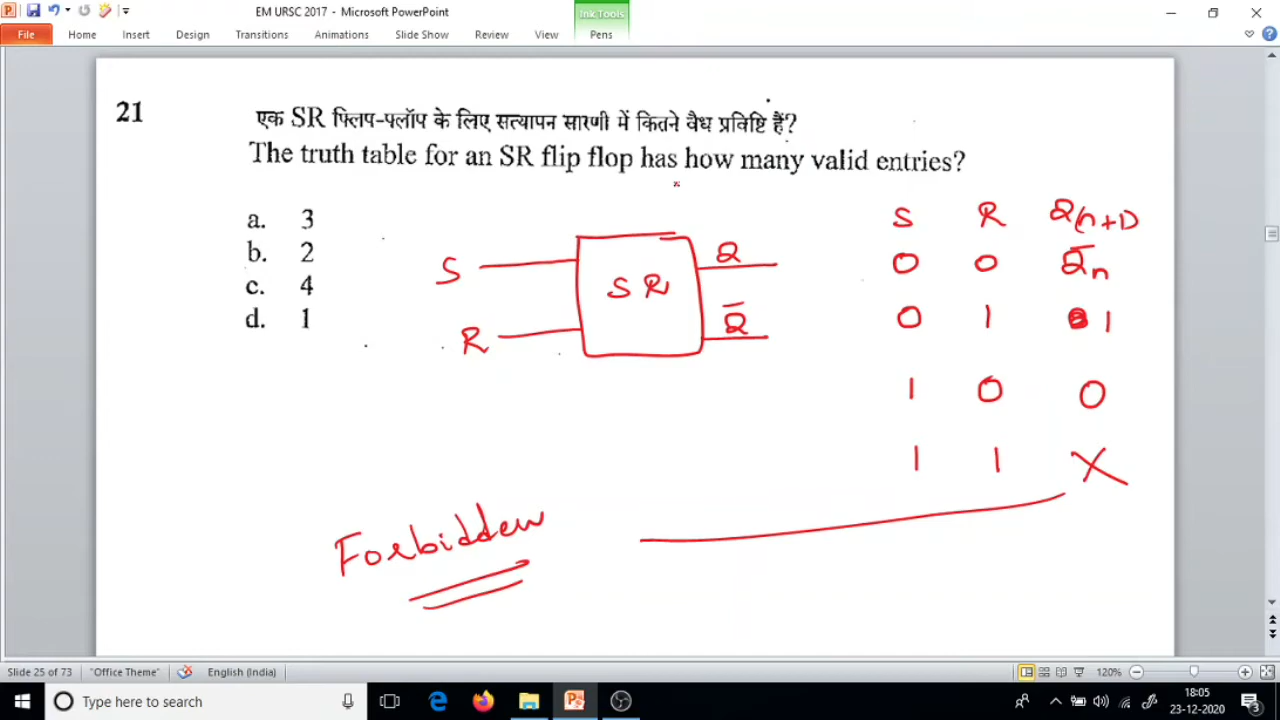 EM URSC 2017 - Microsoft PowerPoint
Ink Tools
File Home Insert Design Transitions Animations Slide Show Review View Pens
21
एक SR फ्लिप-फ्लॉप के लिए सत्यापन सारणी में कितने वैध प्रविष्टि हैं?
The truth table for an SR flip flop has how many valid entries?
a. 3
b. 2
c. 4
d. 1
S
R
S R
Q
Q̅
S R Q(n+1)
0 0 Q̅n
0 1 1
1 0 0
1 1 X
Forbidden
Slide 25 of 73 "Office Theme" English (India) 120%
Type here to search
18:05
23-12-2020
3